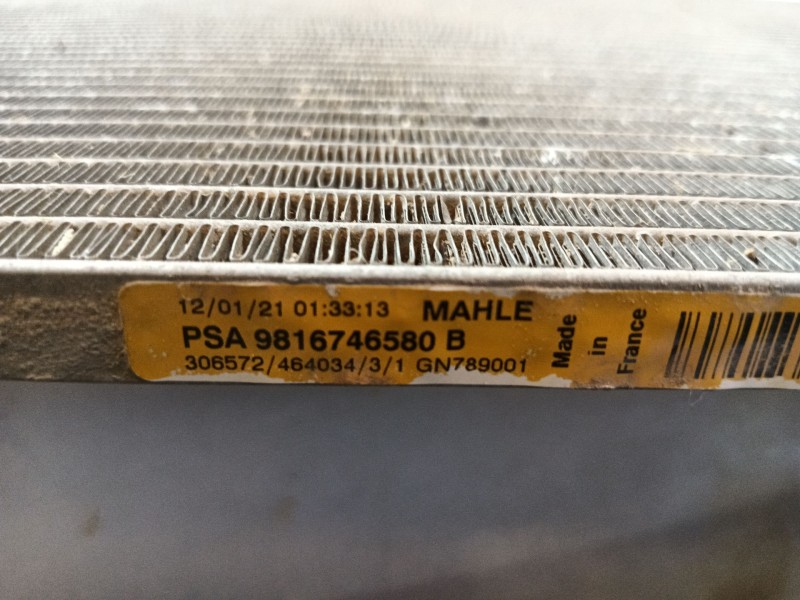 12/01/21 01:33:13 MAHLE
PSA 9816746580 B
306572/464034/3/1 GN789001
Made
in
France